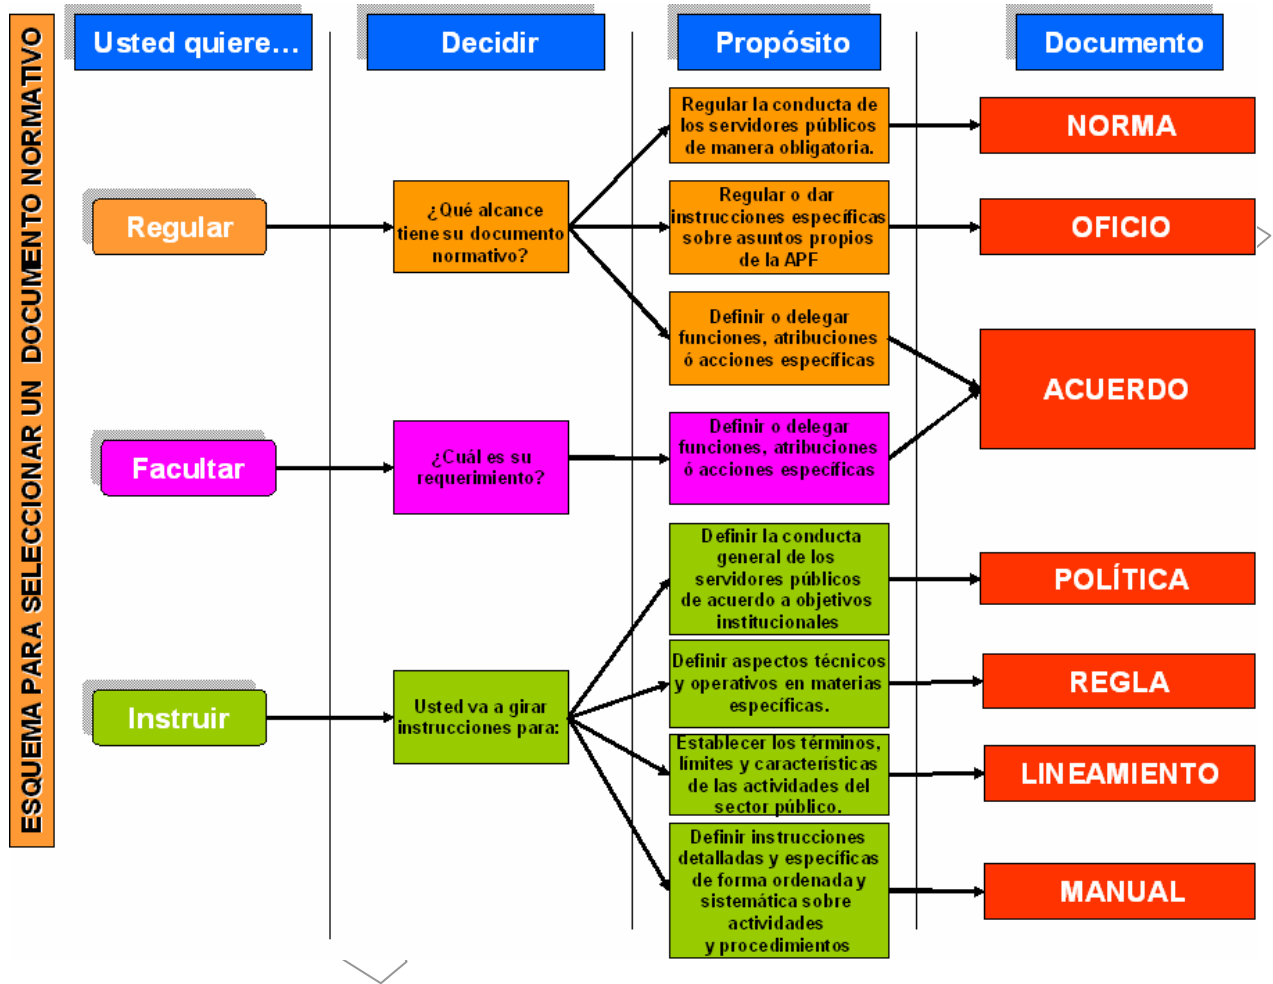 ESQUEMA PARA SELECCIONAR UN DOCUMENTO NORMATIVO
Usted quiere...
Decidir
Propósito
Documento
Regular
¿Qué alcance
tiene su documento
normativo?
Regular la conducta de
los servidores públicos
de manera obligatoria.
NORMA
Regular o dar
instrucciones específicas
sobre asuntos propios
de la APF
OFICIO
Definir o delegar
funciones, atribuciones
ó acciones específicas
ACUERDO
Facultar
¿Cuál es su
requerimiento?
Definir o delegar
funciones, atribuciones
ó acciones específicas
Instruir
Usted va a girar
instrucciones para:
Definir la conducta
general de los
servidores públicos
de acuerdo a objetivos
institucionales
POLÍTICA
Definir aspectos técnicos
y operativos en materias
específicas.
REGLA
Establecer los términos,
límites y características
de las actividades del
sector público.
LINEAMIENTO
Definir instrucciones
detalladas y específicas
de forma ordenada y
sistemática sobre
actividades
y procedimientos
MANUAL